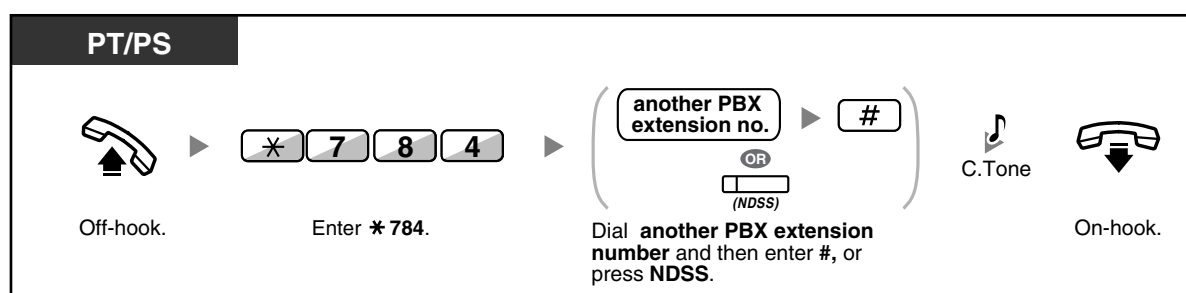 PT/PS
another PBX
extension no.
#
OR
(NDSS)
* 7 8 4
C.Tone
Off-hook.
Enter * 784.
Dial another PBX extension
number and then enter #, or
press NDSS.
On-hook.